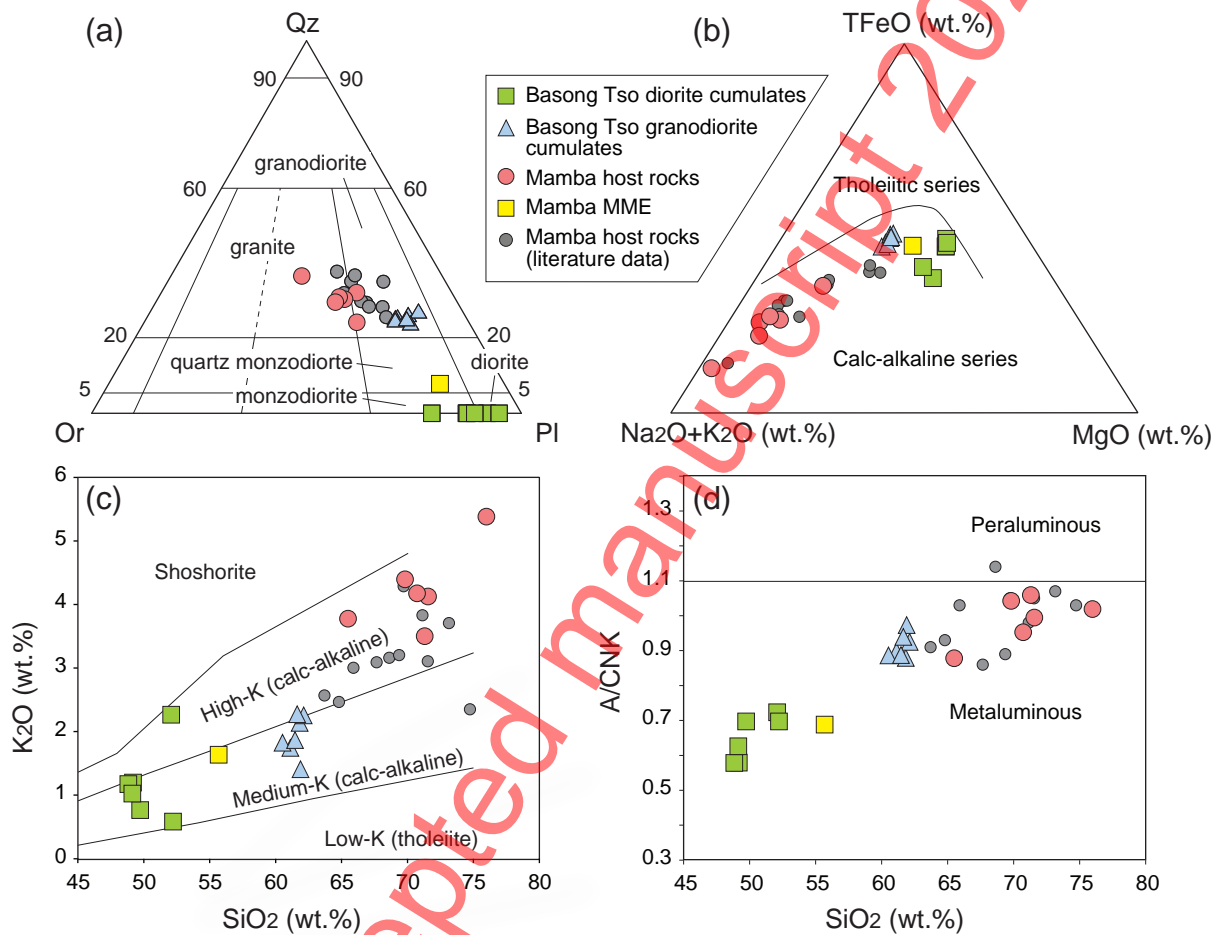 (a)
Qz
90
90
granodiorite
60
60
granite
20
20
quartz monzodiorte
diorite
5
5
monzodiorite
Or
Pl
Basong Tso diorite cumulates
Basong Tso granodiorite
cumulates
Mamba host rocks
Mamba MME
Mamba host rocks
(literature data)
(b)
TFeO (wt.%)
Tholeiitic series
Calc-alkaline series
Na2O+K2O (wt.%)
MgO (wt.%)
(c)
6
5
4
3
2
1
0
K2O (wt.%)
Shoshorite
High-K (calc-alkaline)
Medium-K (calc-alkaline)
Low-K (tholeiite)
45
50
55
60
65
70
75
80
SiO2 (wt.%)
(d)
1.3
1.1
0.9
0.7
0.5
0.3
A/CNK
Peraluminous
Metaluminous
45
50
55
60
65
70
75
80
SiO2 (wt.%)
pted manuscript